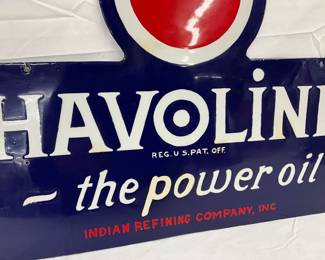 HAVOLIN
REG. U.S. PAT. OFF.
~ the power oil
INDIAN REFINING COMPANY, INC